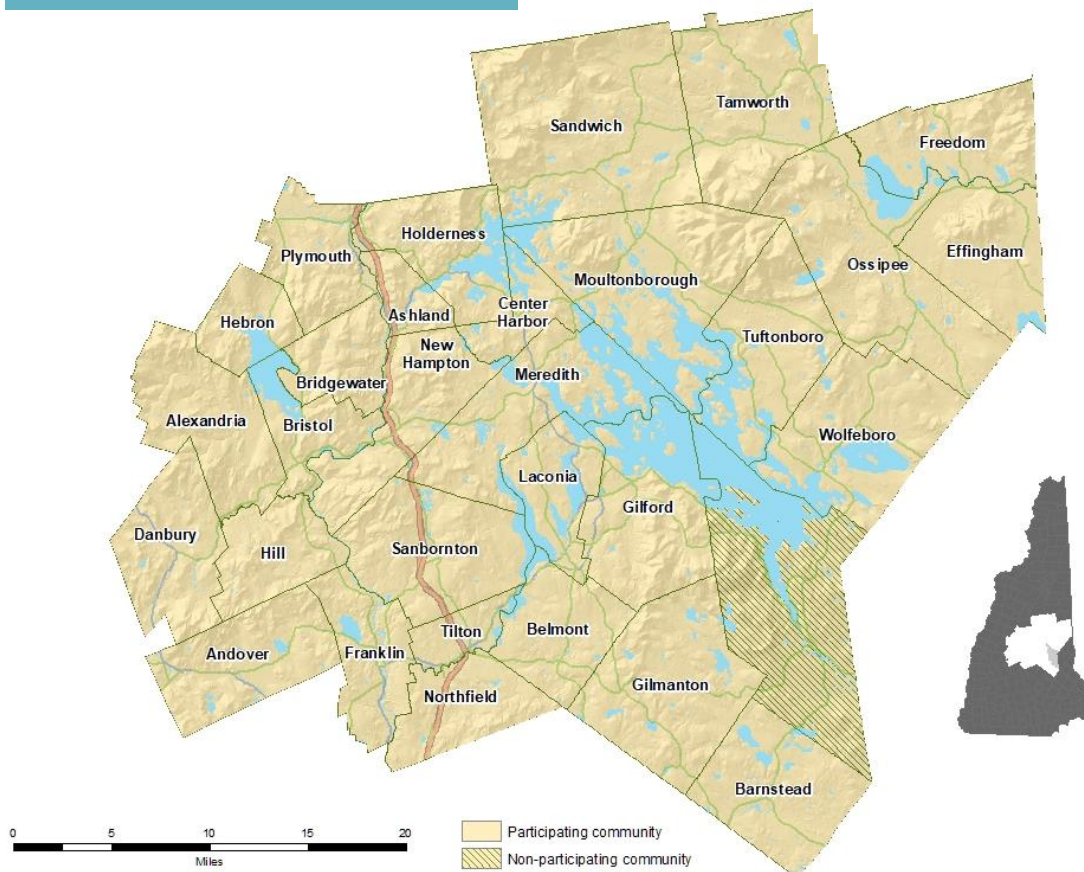 Tamworth
Sandwich
Freedom
Holderness
Effingham
Plymouth
Ossipee
Moultonborough
Center
Harbor
Ashland
Hebron
Tuftonboro
New
Hampton
Meredith
Bridgewater
Alexandria
Bristol
Wolfeboro
Laconia
Gilford
Danbury
Hill
Sanbornton
Tilton
Belmont
Andover
Franklin
Gilmanton
Northfield
Barnstead
0 5 10 15 20
Miles
Participating community
Non-participating community